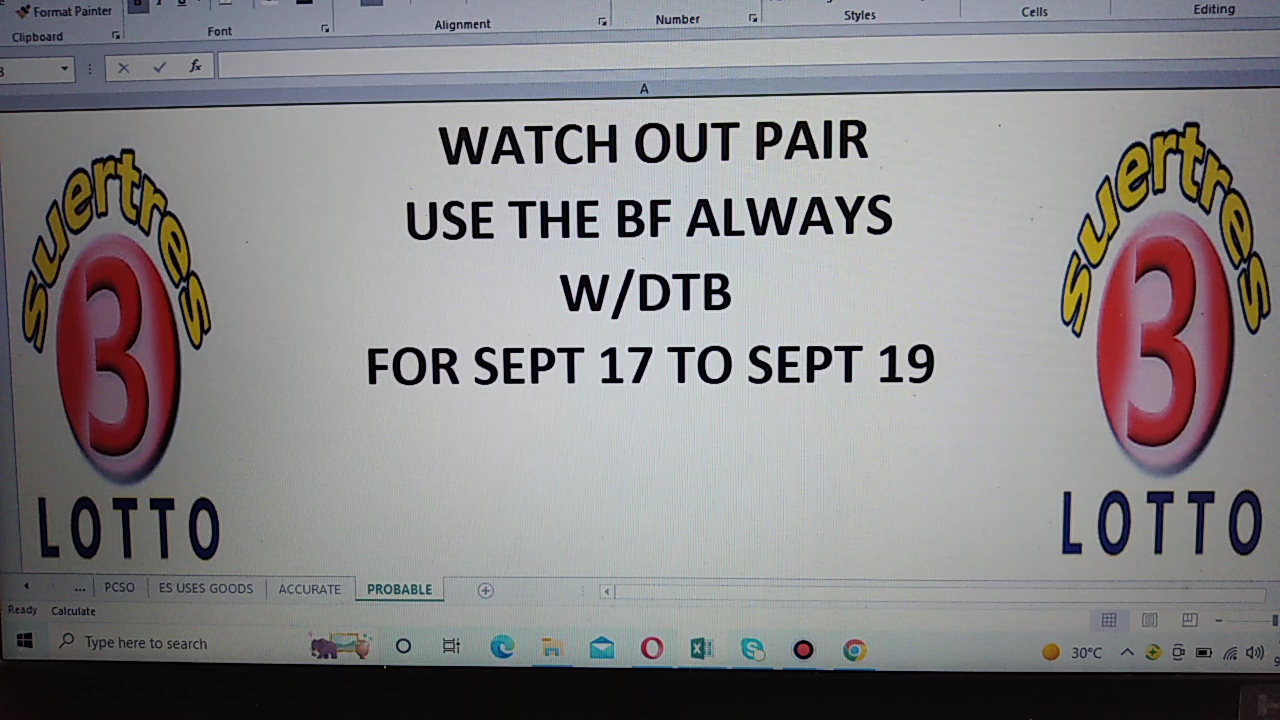 Format Painter
Clipboard
Font
Alignment
Number
Styles
Cells
Editing
fx
A
WATCH OUT PAIR
USE THE BF ALWAYS
W/DTB
FOR SEPT 17 TO SEPT 19
suertres
3
LOTTO
suertres
3
LOTTO
... PCSO ES USES GOODS ACCURATE PROBABLE
Ready Calculate
Type here to search
30°C